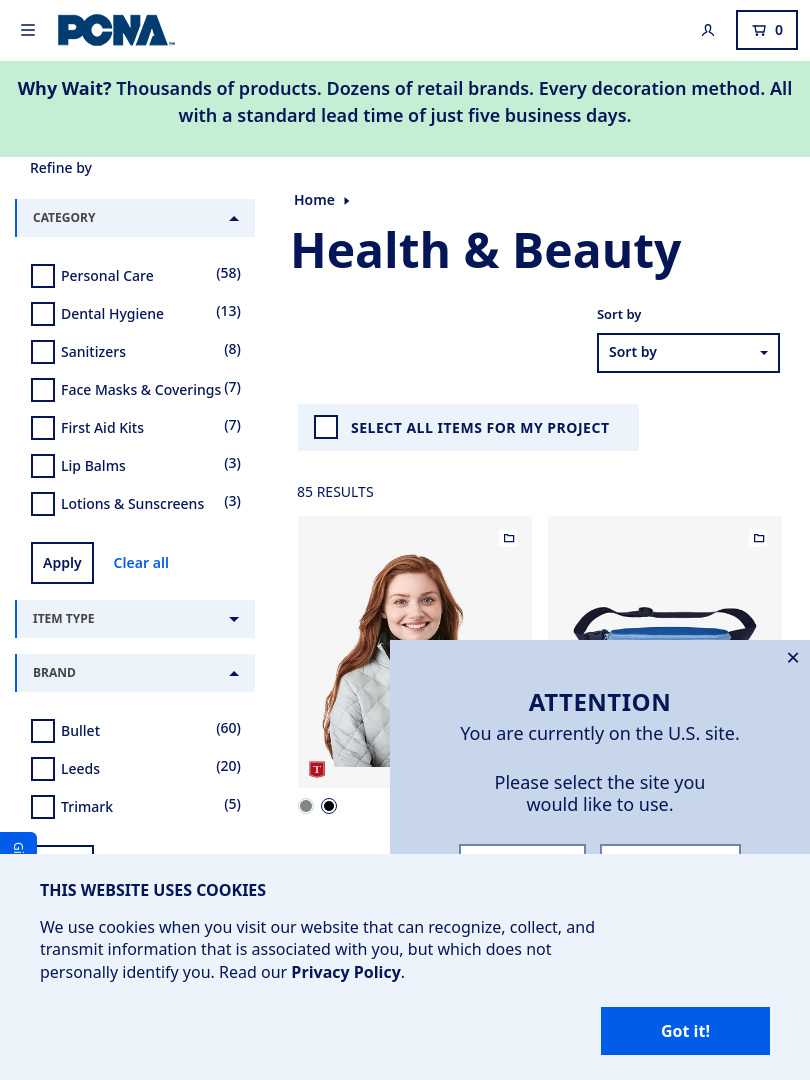 PCNA
0
Why Wait? Thousands of products. Dozens of retail brands. Every decoration method. All
with a standard lead time of just five business days.
Refine by
CATEGORY
Personal Care (58)
Dental Hygiene (13)
Sanitizers (8)
Face Masks & Coverings (7)
First Aid Kits (7)
Lip Balms (3)
Lotions & Sunscreens (3)
Apply Clear all
ITEM TYPE
BRAND
Bullet (60)
Leeds (20)
Trimark (5)
Home
Health & Beauty
Sort by
Sort by
SELECT ALL ITEMS FOR MY PROJECT
85 RESULTS
T
ATTENTION
You are currently on the U.S. site.
Please select the site you
would like to use.
THIS WEBSITE USES COOKIES
We use cookies when you visit our website that can recognize, collect, and
transmit information that is associated with you, but which does not
personally identify you. Read our Privacy Policy.
Got it!